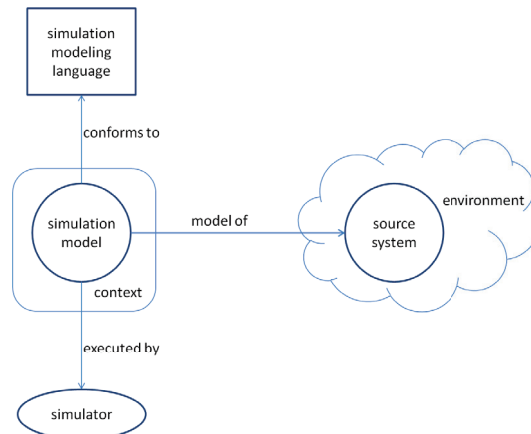 simulation
modeling
language
conforms to
simulation
model
context
model of
source
system
environment
executed by
simulator